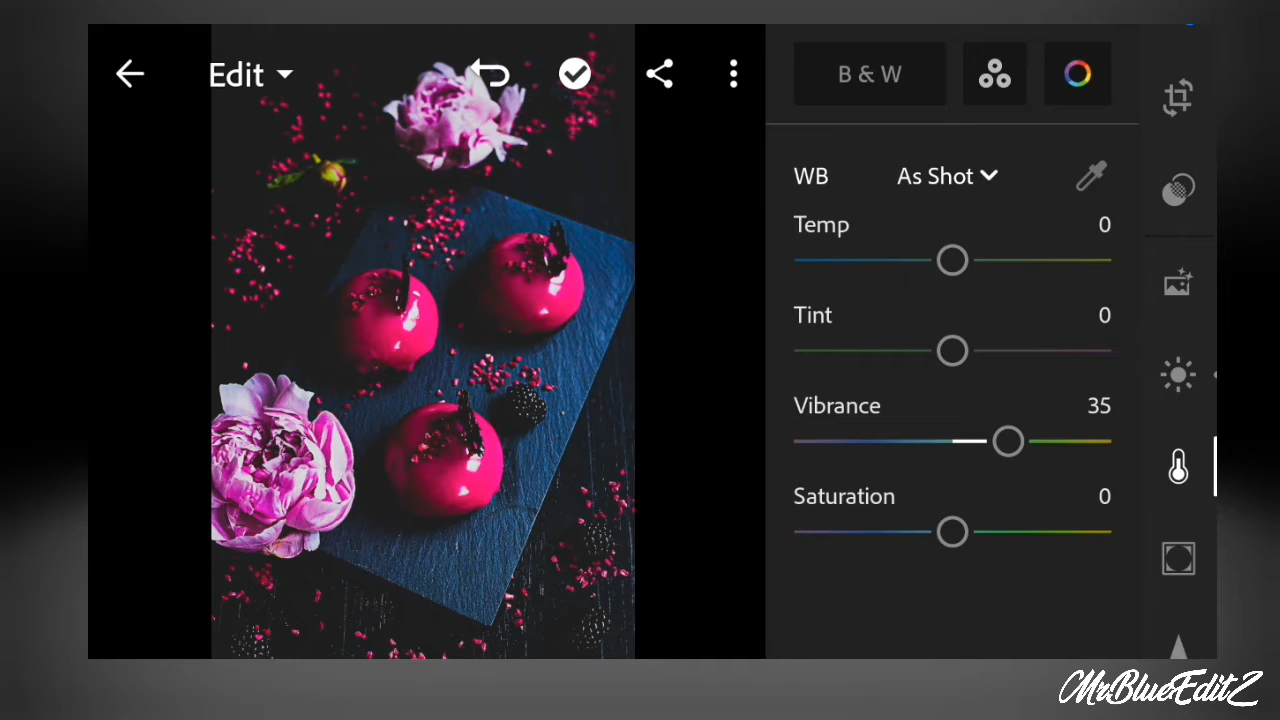 Edit
B & W
WB As Shot
Temp 0
Tint 0
Vibrance 35
Saturation 0
MrBlueEditZ